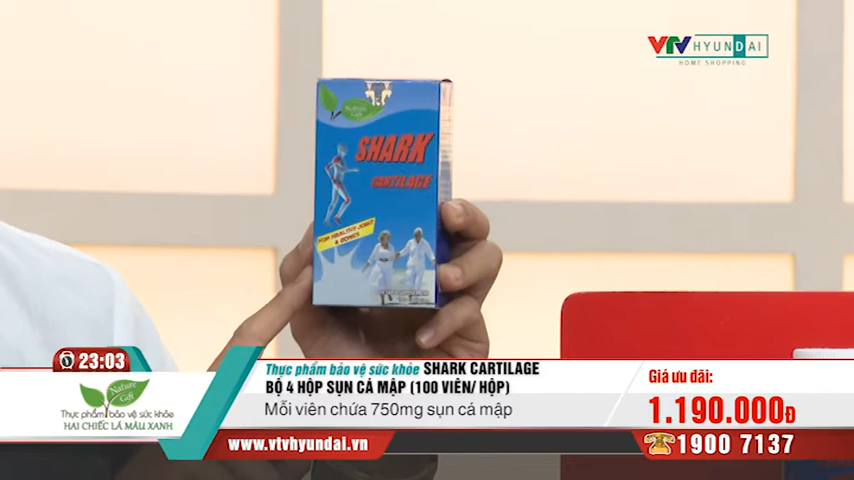 VTV HYUNDAI
HOME SHOPPING
Nature
Gift
SHARK
CARTILAGE
FOR HEALTHY JOINT
& BONES
23:03
Nature
Gift
Thực phẩm bảo vệ sức khỏe
HAI CHIẾC LÁ MÀU XANH
Thực phẩm bảo vệ sức khỏe SHARK CARTILAGE
BỘ 4 HỘP SỤN CÁ MẬP (100 VIÊN/ HỘP)
Mỗi viên chứa 750mg sụn cá mập
Giá ưu đãi:
1.190.000Đ
www.vtvhyundai.vn
1900 7137